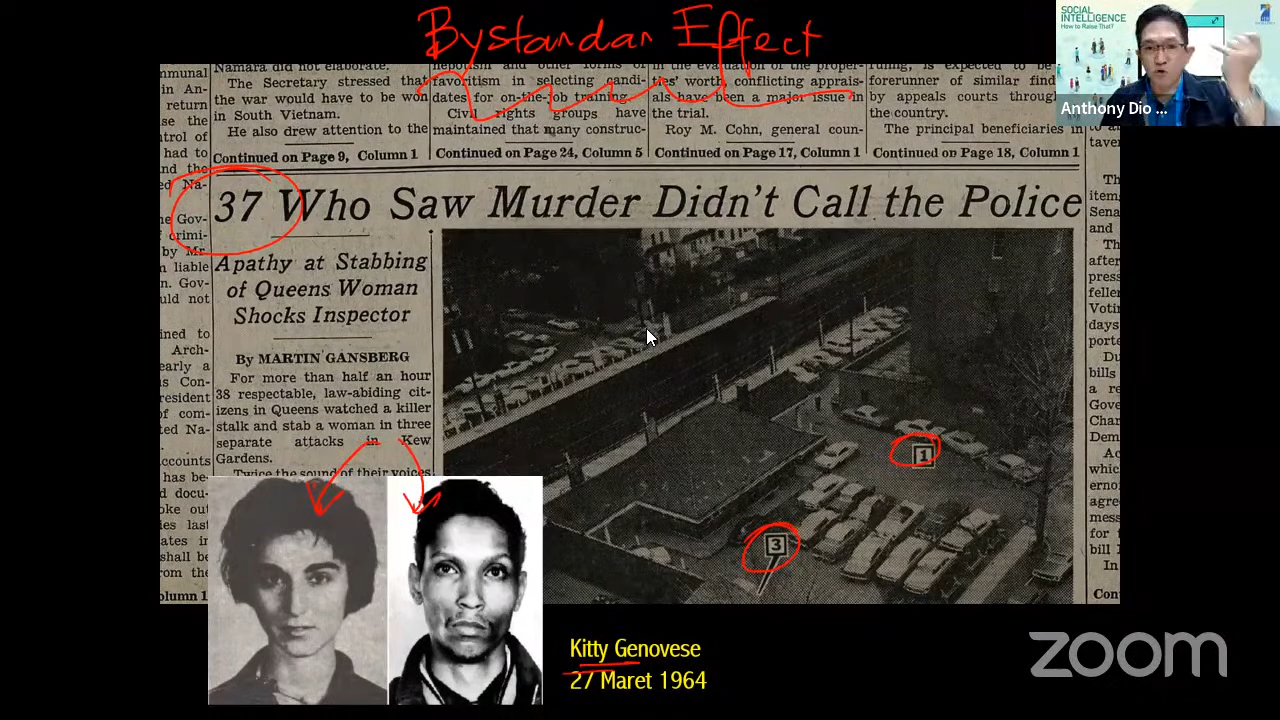 Bystandan Effect
SOCIAL
INTELLIGENCE
How to Raise That?
Anthony Dio ...
Namara did not elaborate.
The Secretary stressed that
the war would have to be won
in South Vietnam.
He also drew attention to the
Continued on Page 9, Column 1
nepotism and other forms of
favoritism in selecting candi-
dates for on-the-job training.
Civil rights groups have
maintained that many construc-
Continued on Page 24, Column 5
in the evaluation of the proper-
ties' worth, conflicting apprais-
als have been a major issue in
the trial.
Roy M. Cohn, general coun-
Continued on Page 17, Column 1
ruling, is expected to be
forerunner of similar find
by appeals courts through
the country.
The principal beneficiaries in
Continued on Page 18, Column 1
37 Who Saw Murder Didn't Call the Police
Apathy at Stabbing
of Queens Woman
Shocks Inspector
By MARTIN GANSBERG
For more than half an hour
38 respectable, law-abiding cit-
izens in Queens watched a killer
stalk and stab a woman in three
separate attacks in Kew
Gardens.
Twice the sound of their voices
1
3
Kitty Genovese
27 Maret 1964
zoom